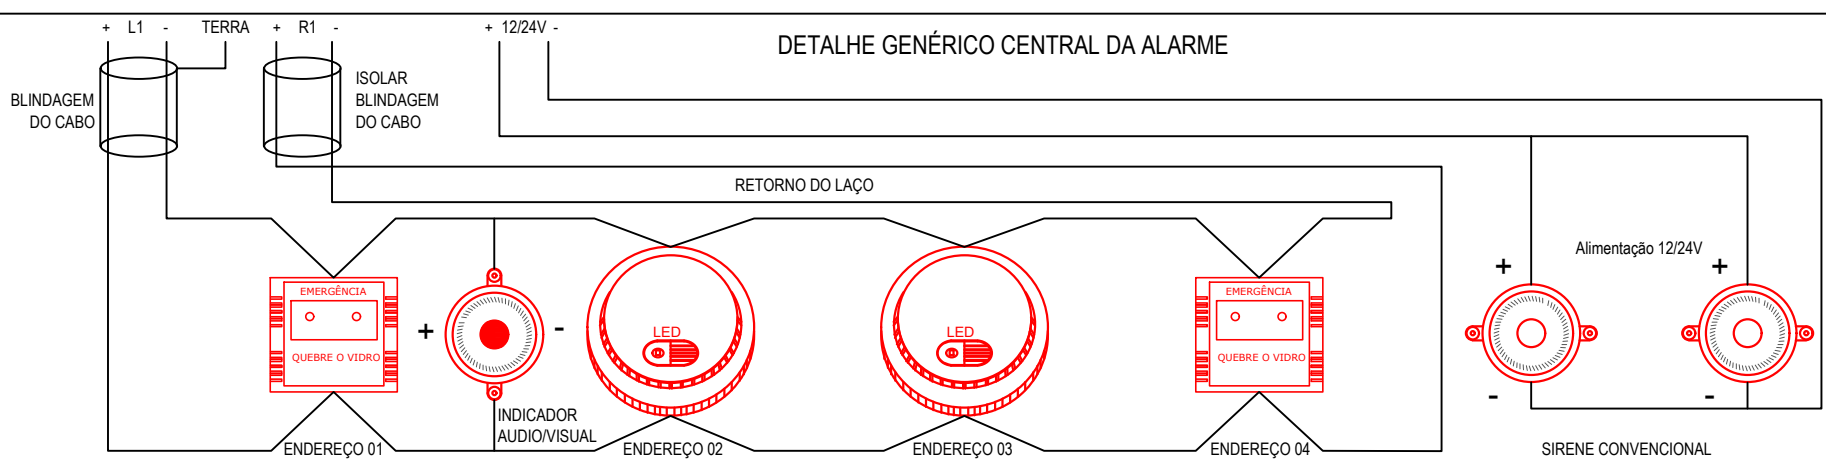 + L1 - TERRA + R1 - + 12/24V -
DETALHE GENÉRICO CENTRAL DA ALARME
BLINDAGEM
DO CABO
ISOLAR
BLINDAGEM
DO CABO
RETORNO DO LAÇO
Alimentação 12/24V
+ +
EMERGÊNCIA
QUEBRE O VIDRO
+ -
LED
LED
EMERGÊNCIA
QUEBRE O VIDRO
- -
INDICADOR
AUDIO/VISUAL
ENDEREÇO 01
ENDEREÇO 02
ENDEREÇO 03
ENDEREÇO 04
SIRENE CONVENCIONAL